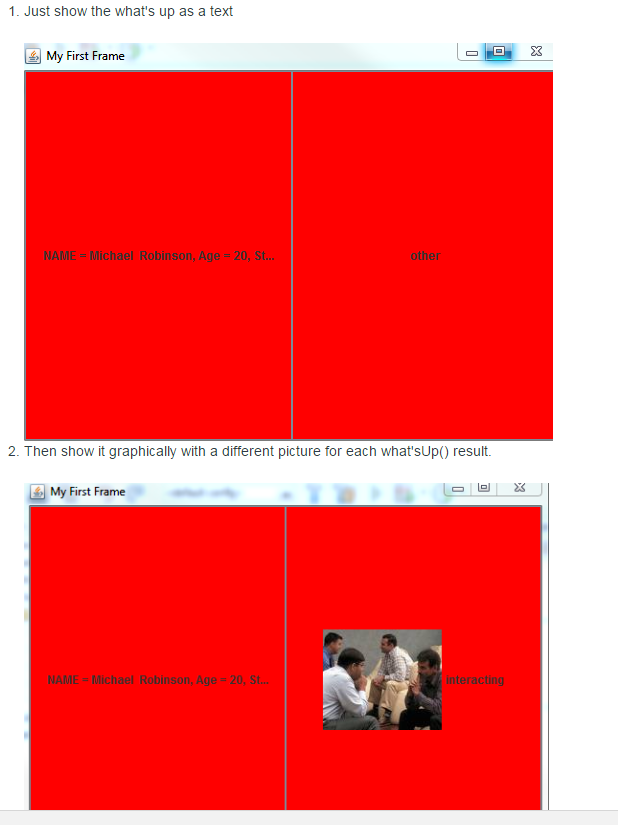 1. Just show the what's up as a text
My First Frame
NAME = Michael Robinson, Age = 20, St...
other
2. Then show it graphically with a different picture for each what'sUp() result.
My First Frame
NAME = Michael Robinson, Age = 20, St...
interacting